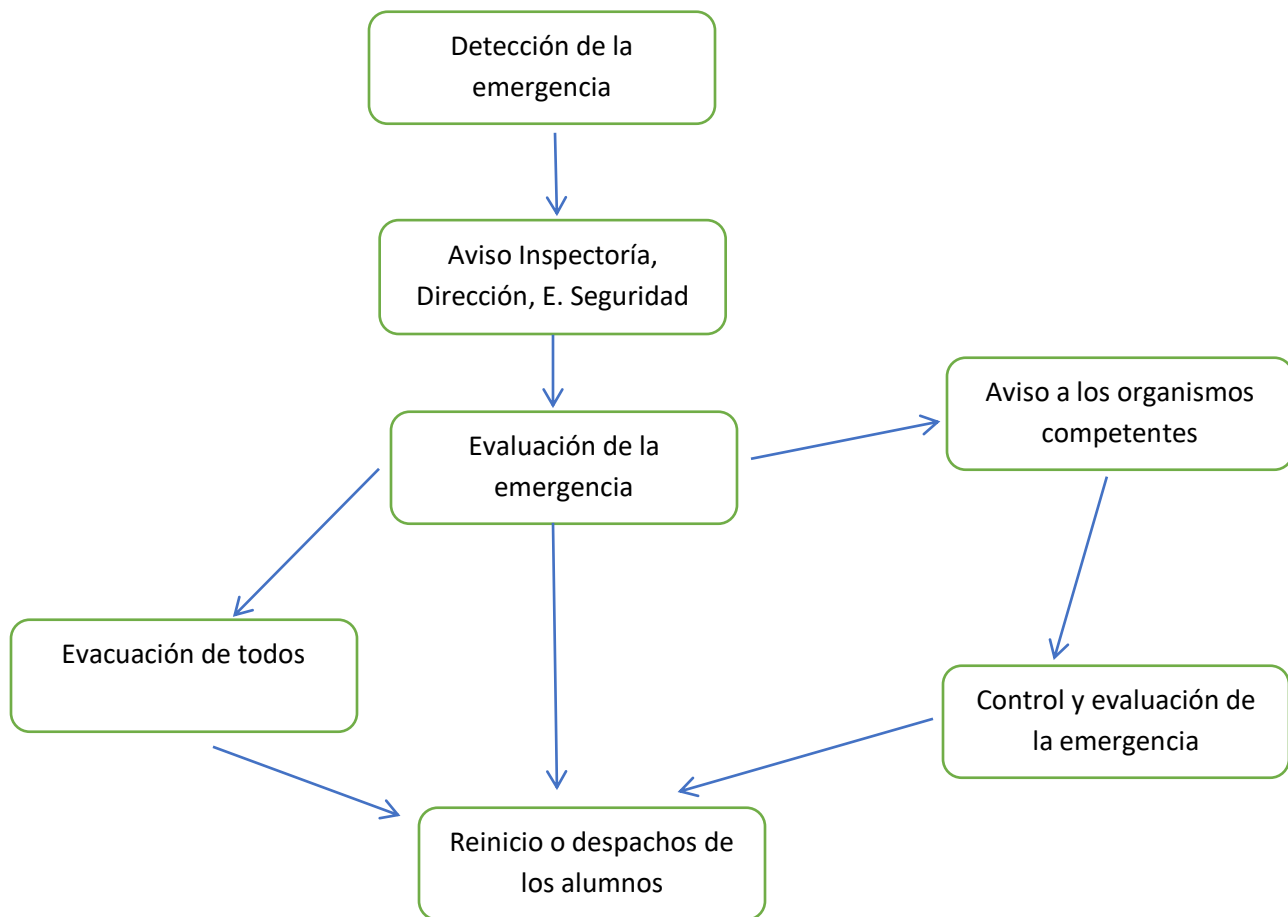 Detección de la
emergencia
Aviso Inspectoría,
Dirección, E. Seguridad
Evaluación de la
emergencia
Aviso a los organismos
competentes
Evacuación de todos
Control y evaluación de
la emergencia
Reinicio o despachos de
los alumnos